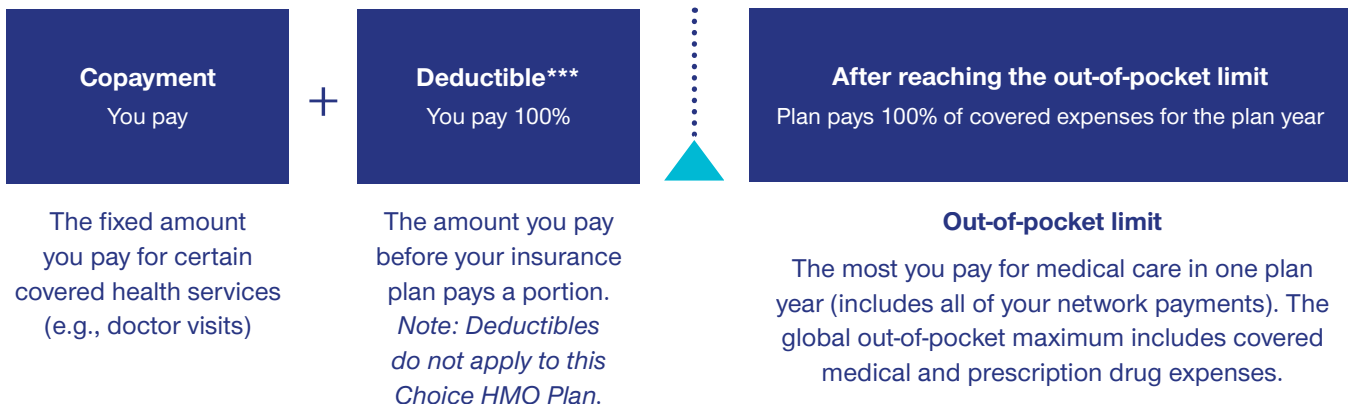 Copayment
You pay
+
Deductible***
You pay 100%
After reaching the out-of-pocket limit
Plan pays 100% of covered expenses for the plan year
The fixed amount
you pay for certain
covered health services
(e.g., doctor visits)
The amount you pay
before your insurance
plan pays a portion.
Note: Deductibles
do not apply to this
Choice HMO Plan.
Out-of-pocket limit
The most you pay for medical care in one plan
year (includes all of your network payments). The
global out-of-pocket maximum includes covered
medical and prescription drug expenses.